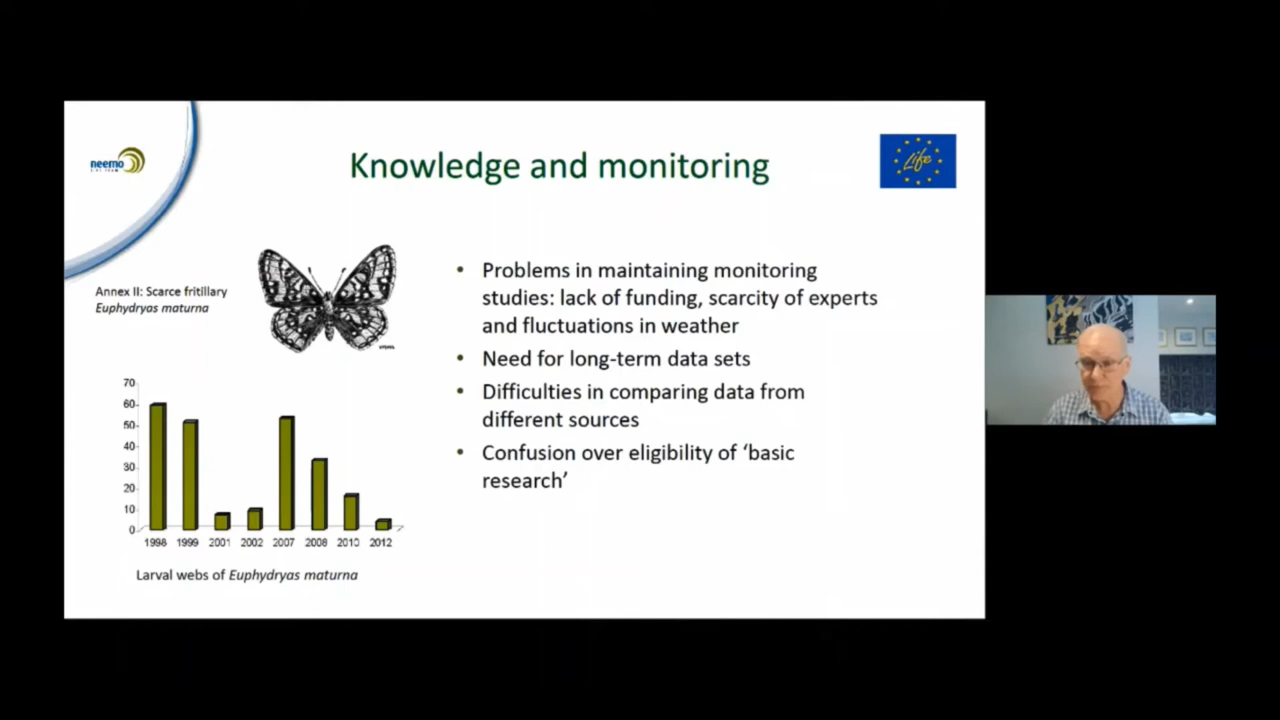 neemo
Life
Knowledge and monitoring
Annex II: Scarce fritillary
Euphydryas maturna
• Problems in maintaining monitoring
studies: lack of funding, scarcity of experts
and fluctuations in weather
• Need for long-term data sets
• Difficulties in comparing data from
different sources
• Confusion over eligibility of ‘basic
research’
70
60
50
40
30
20
10
0
1998 1999 2001 2002 2007 2008 2010 2012
Larval webs of Euphydryas maturna